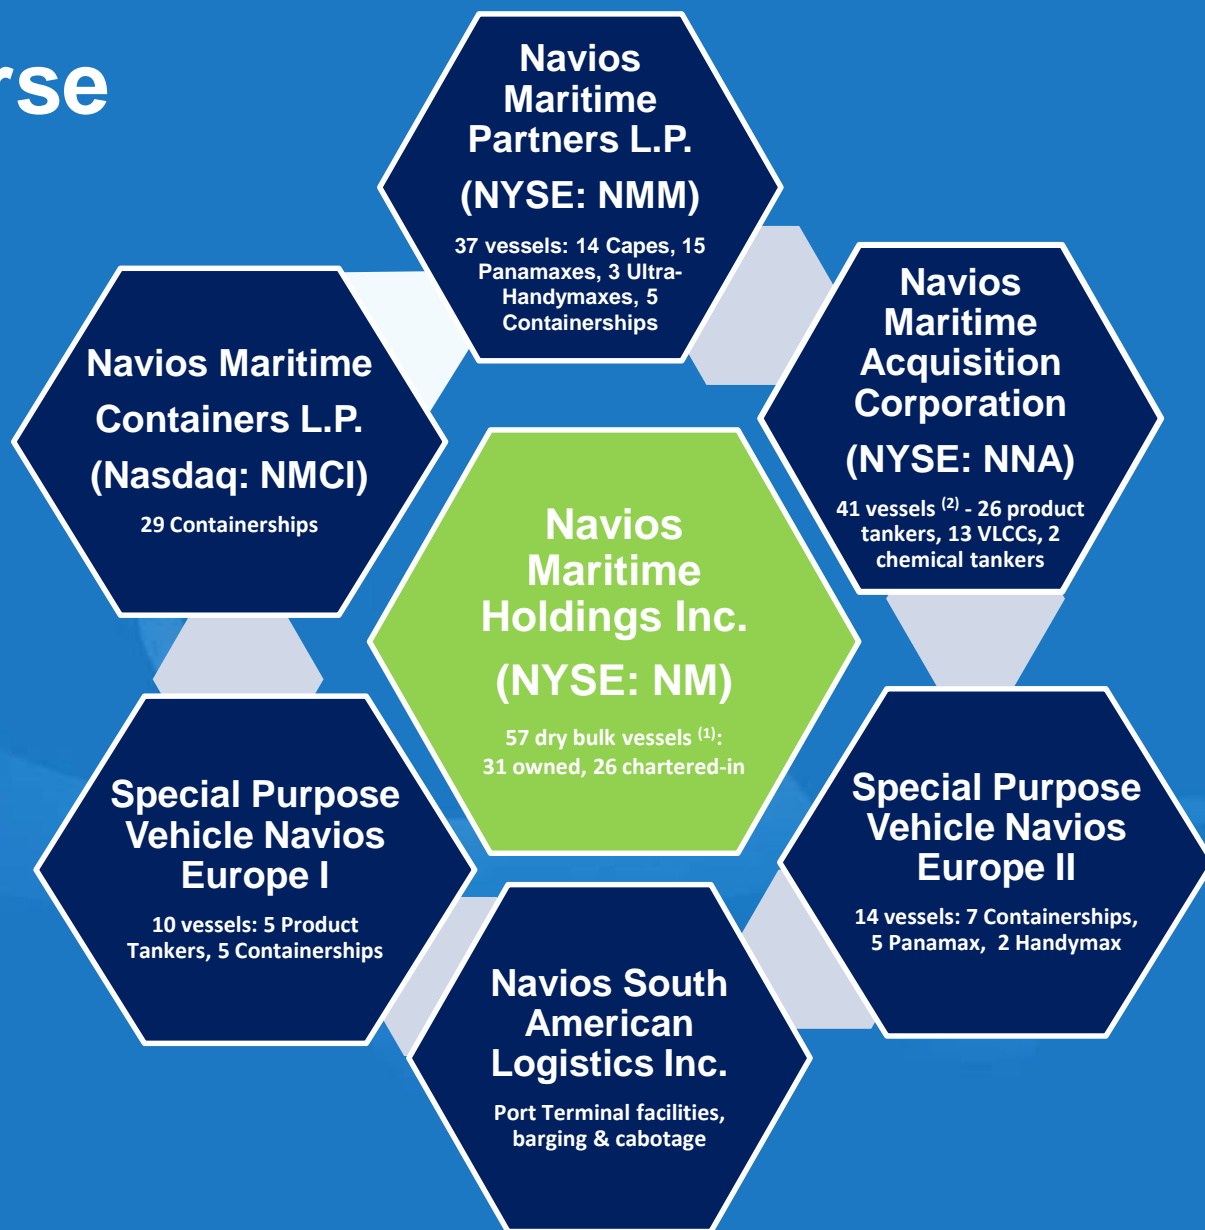 rse
Navios
Maritime
Partners L.P.
(NYSE: NMM)
37 vessels: 14 Capes, 15
Panamaxes, 3 Ultra-
Handymaxes, 5
Containerships
Navios Maritime
Containers L.P.
(Nasdaq: NMCI)
29 Containerships
Navios
Maritime
Acquisition
Corporation
(NYSE: NNA)
41 vessels (2) - 26 product
tankers, 13 VLCCs, 2
chemical tankers
Navios
Maritime
Holdings Inc.
(NYSE: NM)
57 dry bulk vessels (1):
31 owned, 26 chartered-in
Special Purpose
Vehicle Navios
Europe I
10 vessels: 5 Product
Tankers, 5 Containerships
Special Purpose
Vehicle Navios
Europe II
14 vessels: 7 Containerships,
5 Panamax, 2 Handymax
Navios South
American
Logistics Inc.
Port Terminal facilities,
barging & cabotage